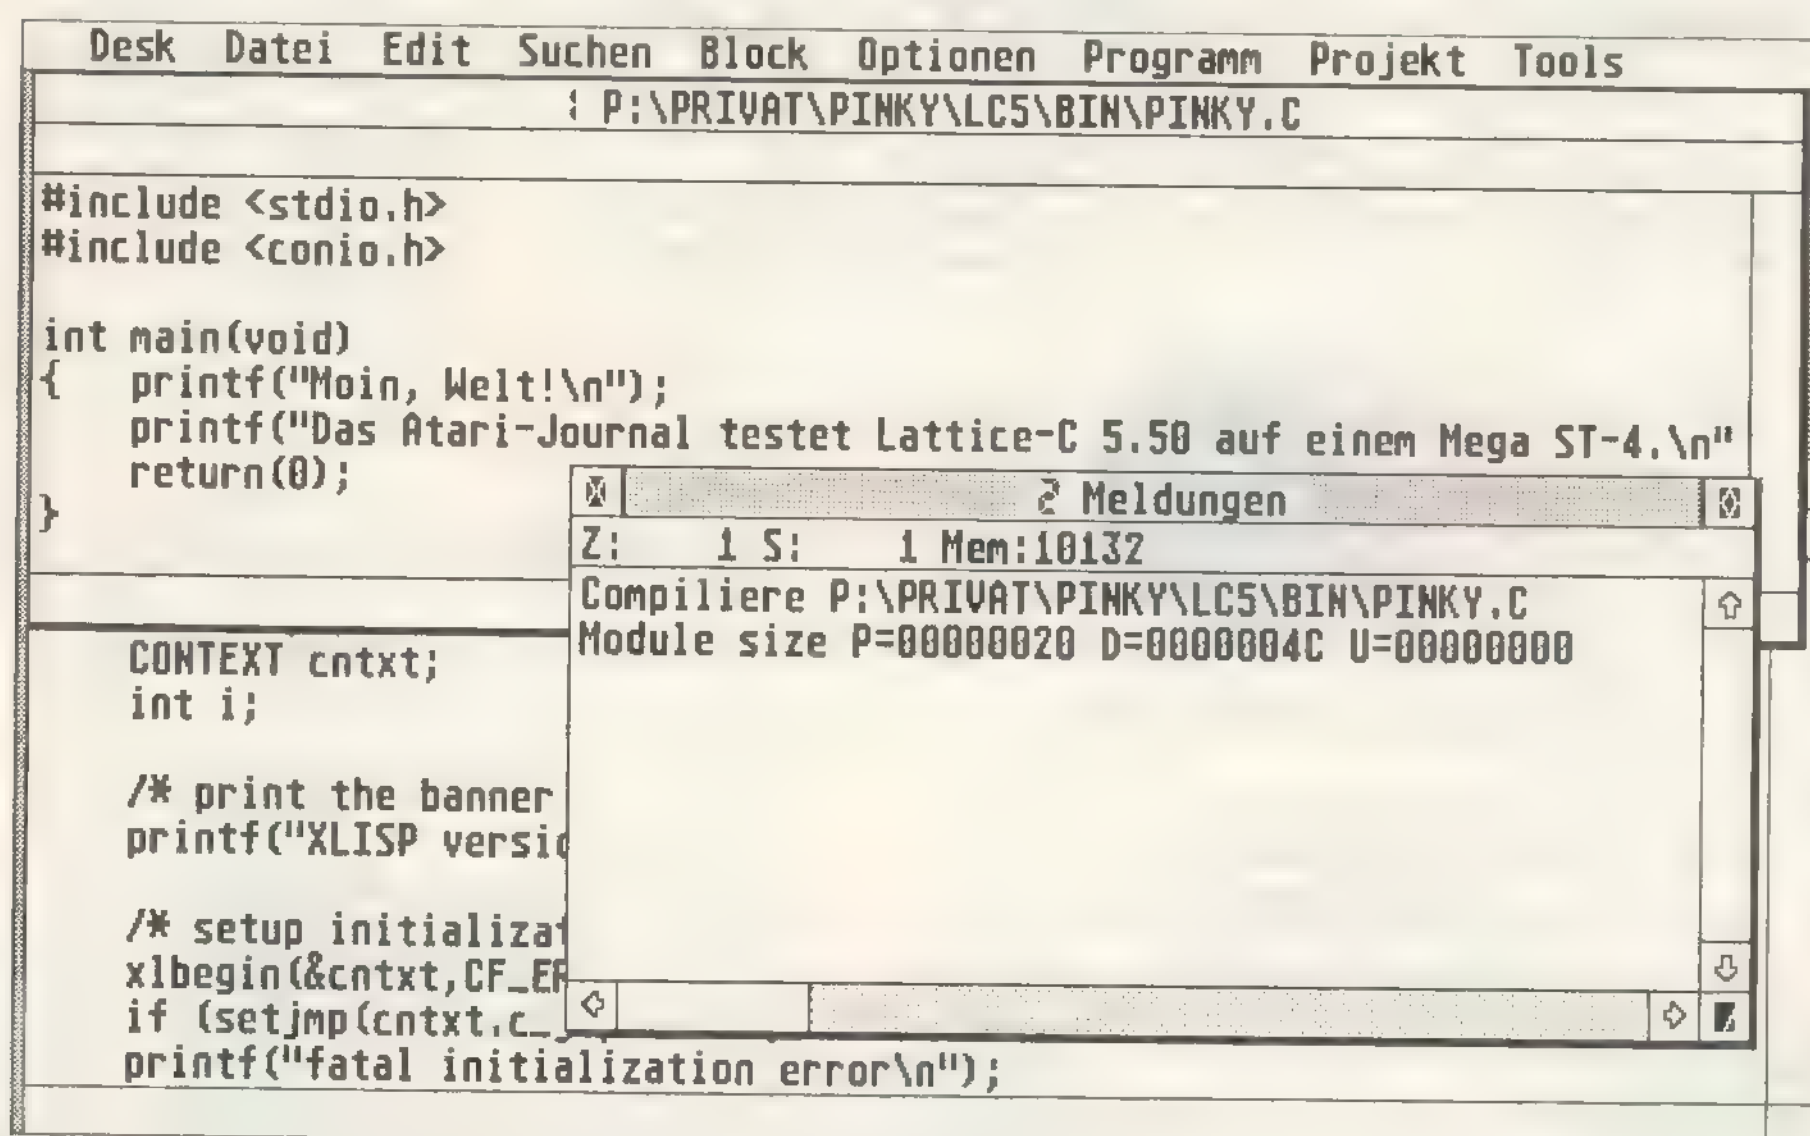 Desk Datei Edit Suchen Block Optionen Programm Projekt Tools
P:\PRIVAT\PINKY\LC5\BIN\PINKY.C
#include <stdio.h>
#include <conio.h>
int main(void)
{ printf("Moin, Welt!\n");
printf("Das Atari-Journal testet Lattice-C 5.50 auf einem Mega ST-4.\n"
return(0);
}
2 Meldungen
Z: 1 S: 1 Mem:10132
Compiliere P:\PRIVAT\PINKY\LC5\BIN\PINKY.C
Module size P=00000020 D=0000004C U=00000000
CONTEXT cntxt;
int i;
/* print the banner
printf("XLISP versio
/* setup initializat
xlbegin(&cntxt,CF_ER
if (setjmp(cntxt.c_
printf("fatal initialization error\n");